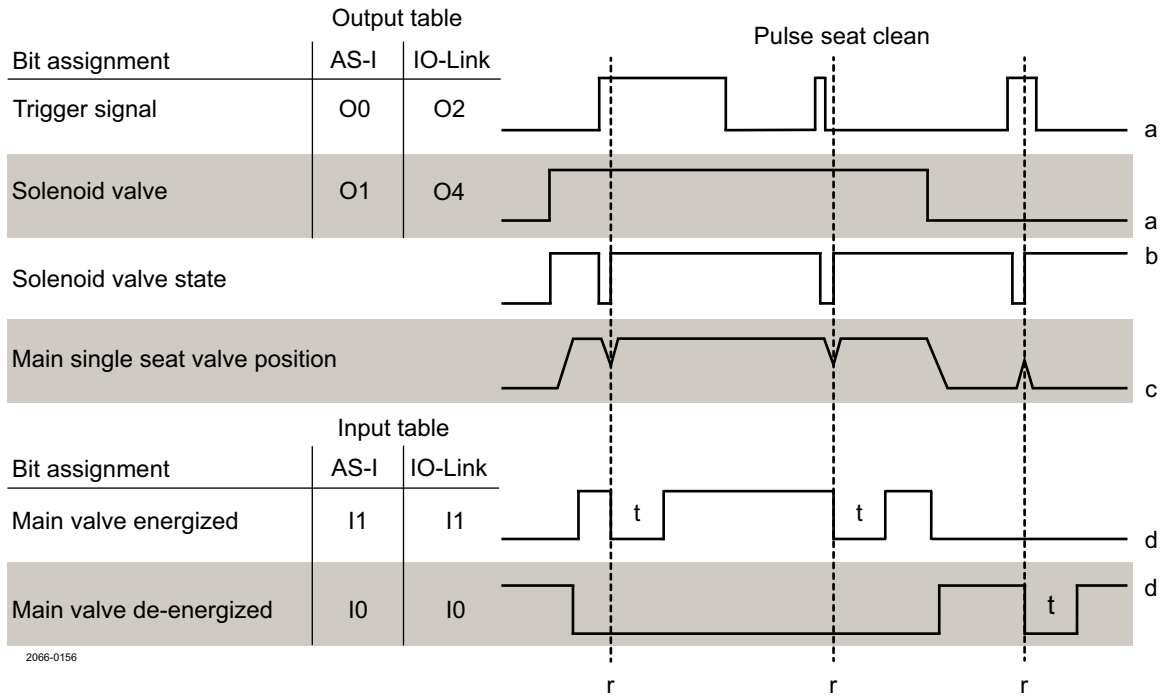 Output table
Pulse seat clean
Bit assignment AS-I IO-Link
Trigger signal O0 O2
a
Solenoid valve O1 O4
a
b
Solenoid valve state
Main single seat valve position
c
Input table
Bit assignment AS-I IO-Link
Main valve energized I1 I1 t t
d
d
Main valve de-energized I0 I0 t
2066-0156
r r r